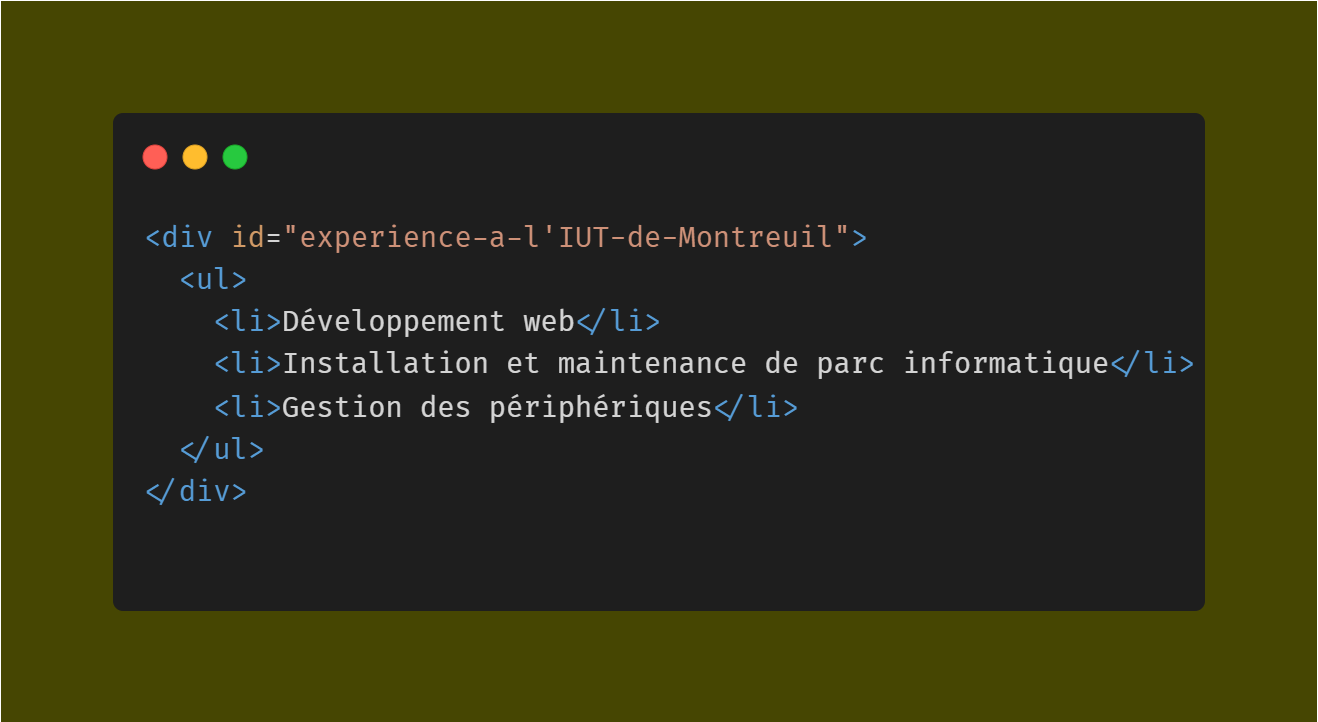 <div id="experience-a-l'IUT-de-Montreuil">
<ul>
<li>Développement web</li>
<li>Installation et maintenance de parc informatique</li>
<li>Gestion des périphériques</li>
</ul>
</div>